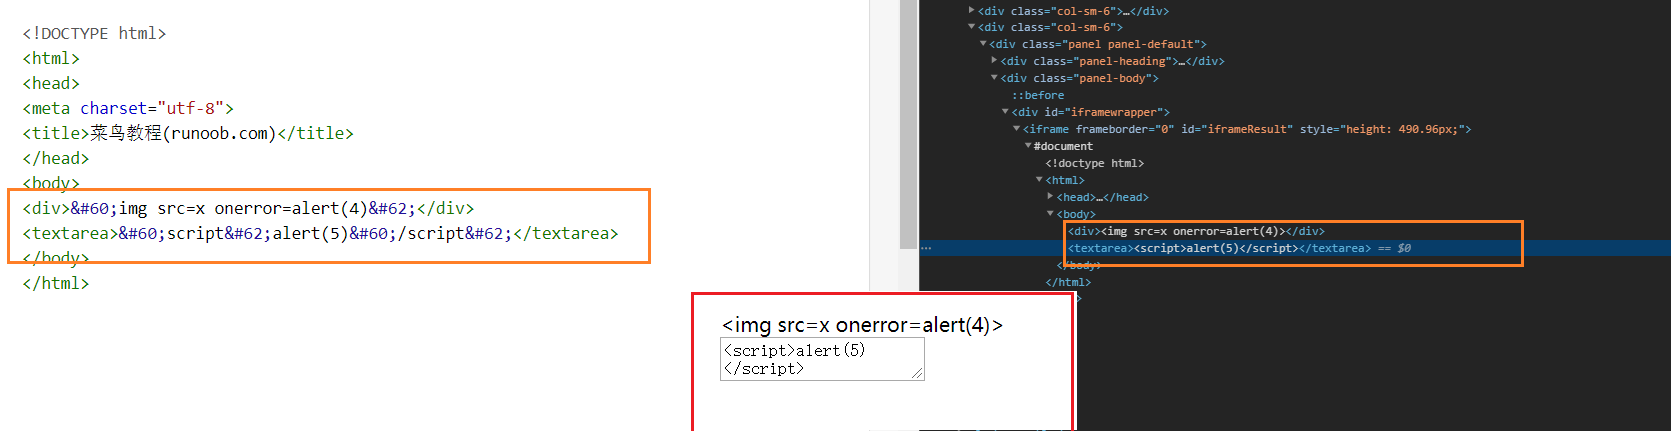 <!DOCTYPE html>
<html>
<head>
<meta charset="utf-8">
<title>菜鸟教程(runoob.com)</title>
</head>
<body>
<div>&#60;img src=x onerror=alert(4)&#62;</div>
<textarea>&#60;script&#62;alert(5)&#60;/script&#62;</textarea>
</body>
</html>
<div class="col-sm-6">…</div>
<div class="col-sm-6">
<div class="panel panel-default">
<div class="panel-heading">…</div>
<div class="panel-body">
::before
<div id="iframewrapper">
<iframe frameborder="0" id="iframeResult" style="height: 490.96px;">
#document
<!doctype html>
<html>
<head>…</head>
<body>
<div><img src=x onerror=alert(4)></div>
… <textarea><script>alert(5)</script></textarea> == $0
</body>
</html>
>
<img src=x onerror=alert(4)>
<script>alert(5)
</script>